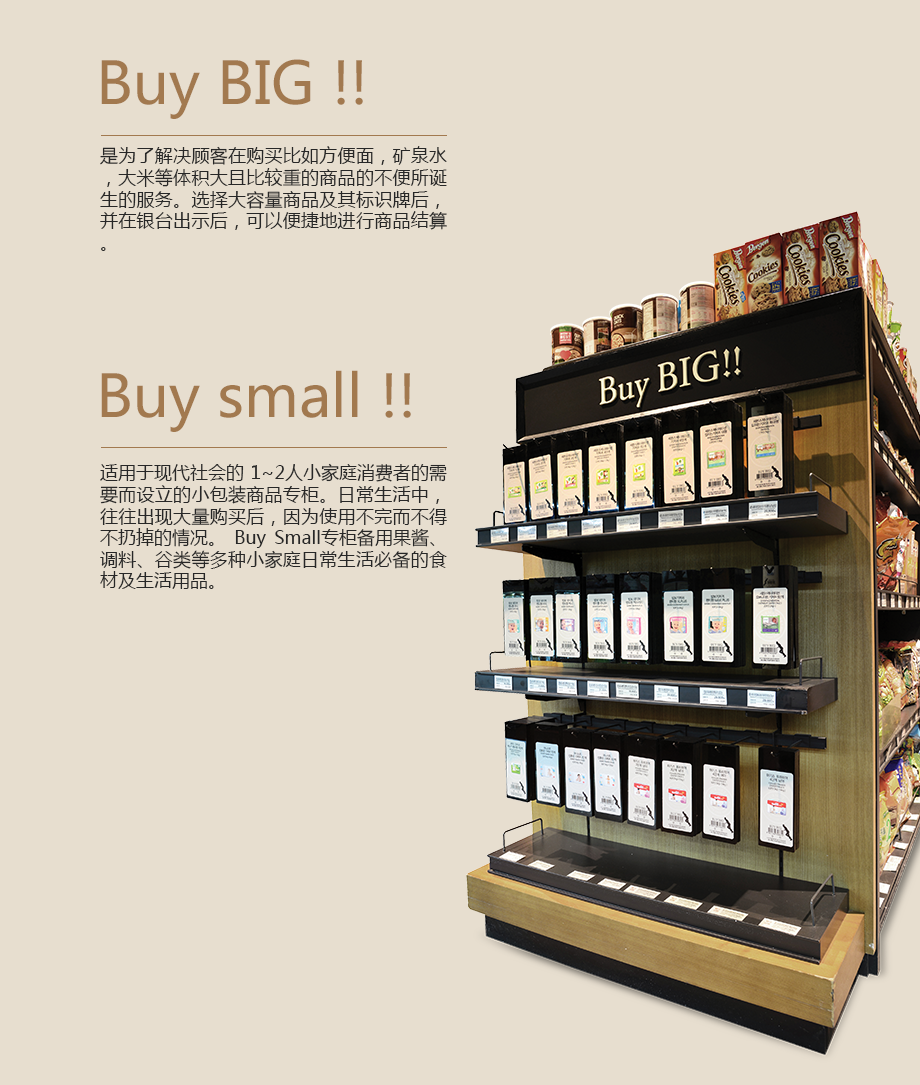 Buy BIG !!
是为了解决顾客在购买比如方便面，矿泉水
，大米等体积大且比较重的商品的不便所诞
生的服务。选择大容量商品及其标识牌后，
并在银台出示后，可以便捷地进行商品结算
。
Buy small !!
适用于现代社会的 1~2人小家庭消费者的需
要而设立的小包装商品专柜。日常生活中，
往往出现大量购买后，因为使用不完而不得
不扔掉的情况。 Buy Small专柜备用果酱、
调料、谷类等多种小家庭日常生活必备的食
材及生活用品。
Cookies
Cookies
Cookies
Cookies
Buy BIG!!